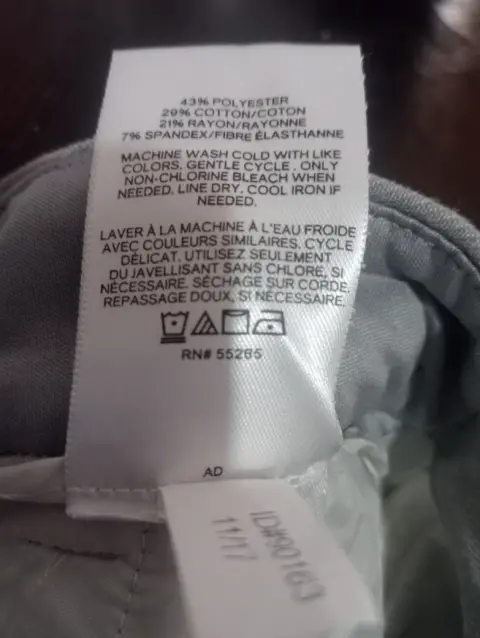 43% POLYESTER
29% COTTON/COTON
21% RAYON/RAYONNE
7% SPANDEX/FIBRE ÉLASTHANNE
MACHINE WASH COLD WITH LIKE
COLORS. GENTLE CYCLE. ONLY
NON-CHLORINE BLEACH WHEN
NEEDED. LINE DRY. COOL IRON IF
NEEDED.
LAVER À LA MACHINE À L'EAU FROIDE
AVEC COULEURS SIMILAIRES. CYCLE
DÉLICAT. UTILISEZ SEULEMENT
DU JAVELLISANT SANS CHLORE, SI
NÉCESSAIRE. SÉCHAGE SUR CORDE.
REPASSAGE DOUX, SI NÉCESSAIRE.
RN# 55285
AD
ID#90163
11/17